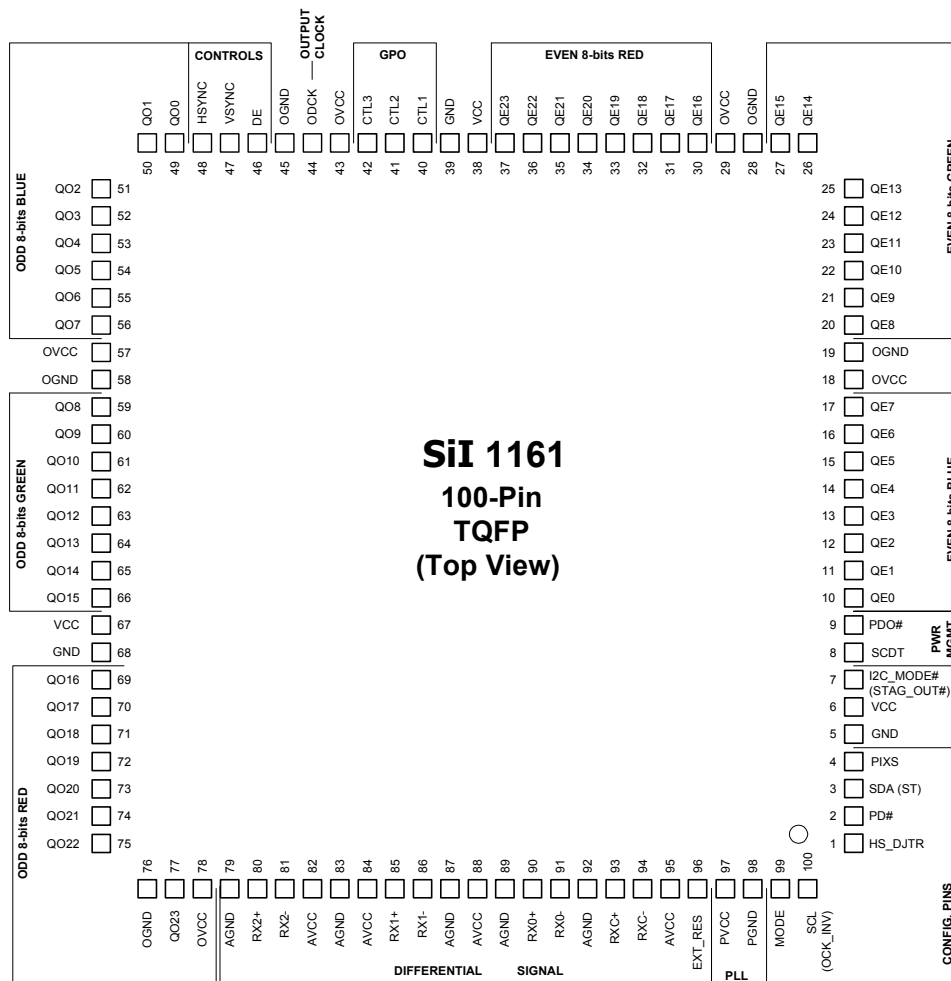 OUTPUT
CLOCK
CONTROLS
GPO
EVEN 8-bits RED
QO1
QO0
HSYNC
VSYNC
DE
OGND
ODCK
OVCC
CTL3
CTL2
CTL1
GND
VCC
QE23
QE22
QE21
QE20
QE19
QE18
QE17
QE16
OVCC
OGND
QE15
QE14
50
49
48
47
46
45
44
43
42
41
40
39
38
37
36
35
34
33
32
31
30
29
28
27
26
ODD 8-bits BLUE
QO2 51
QO3 52
QO4 53
QO5 54
QO6 55
QO7 56
OVCC 57
OGND 58
ODD 8-bits GREEN
QO8 59
QO9 60
QO10 61
QO11 62
QO12 63
QO13 64
QO14 65
QO15 66
VCC 67
GND 68
ODD 8-bits RED
QO16 69
QO17 70
QO18 71
QO19 72
QO20 73
QO21 74
QO22 75
SiI 1161
100-Pin
TQFP
(Top View)
EVEN 8-bits GREEN
25 QE13
24 QE12
23 QE11
22 QE10
21 QE9
20 QE8
19 OGND
18 OVCC
EVEN 8-bits BLUE
17 QE7
16 QE6
15 QE5
14 QE4
13 QE3
12 QE2
11 QE1
10 QE0
PWR
MGMT
9 PDO#
8 SCDT
7 I2C_MODE#
(STAG_OUT#)
6 VCC
5 GND
4 PIXS
3 SDA (ST)
2 PD#
1 HS_DJTR
CONFIG. PINS
76
77
78
79
80
81
82
83
84
85
86
87
88
89
90
91
92
93
94
95
96
97
98
99
100
OGND
QO23
OVCC
AGND
RX2+
RX2-
AVCC
AGND
AVCC
RX1+
RX1-
AGND
AVCC
AGND
RX0+
RX0-
AGND
RXC+
RXC-
AVCC
EXT_RES
PVCC
PGND
MODE
SCL
(OCK_INV)
DIFFERENTIAL SIGNAL
PLL